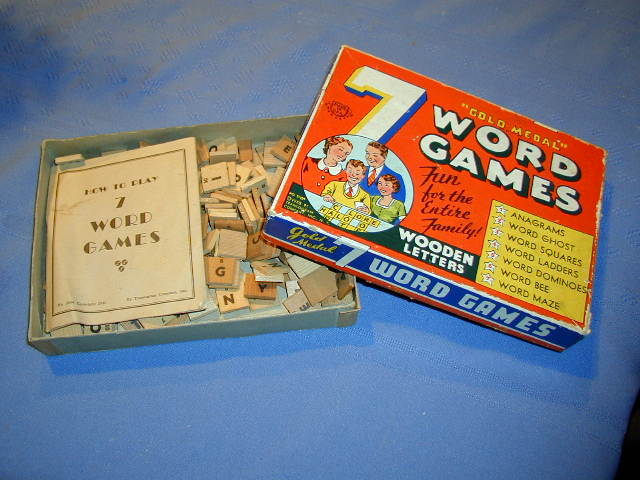 HOW TO PLAY
7
WORD
GAMES
G
N
Y
"GOLD MEDAL"
7 WORD
GAMES
Fun
for the
Entire
Family!
WOODEN
LETTERS
ANAGRAMS
WORD GHOST
WORD SQUARES
WORD LADDERS
WORD DOMINOES
WORD BEE
WORD MAZE
Gold
Medal
7 WORD GAMES